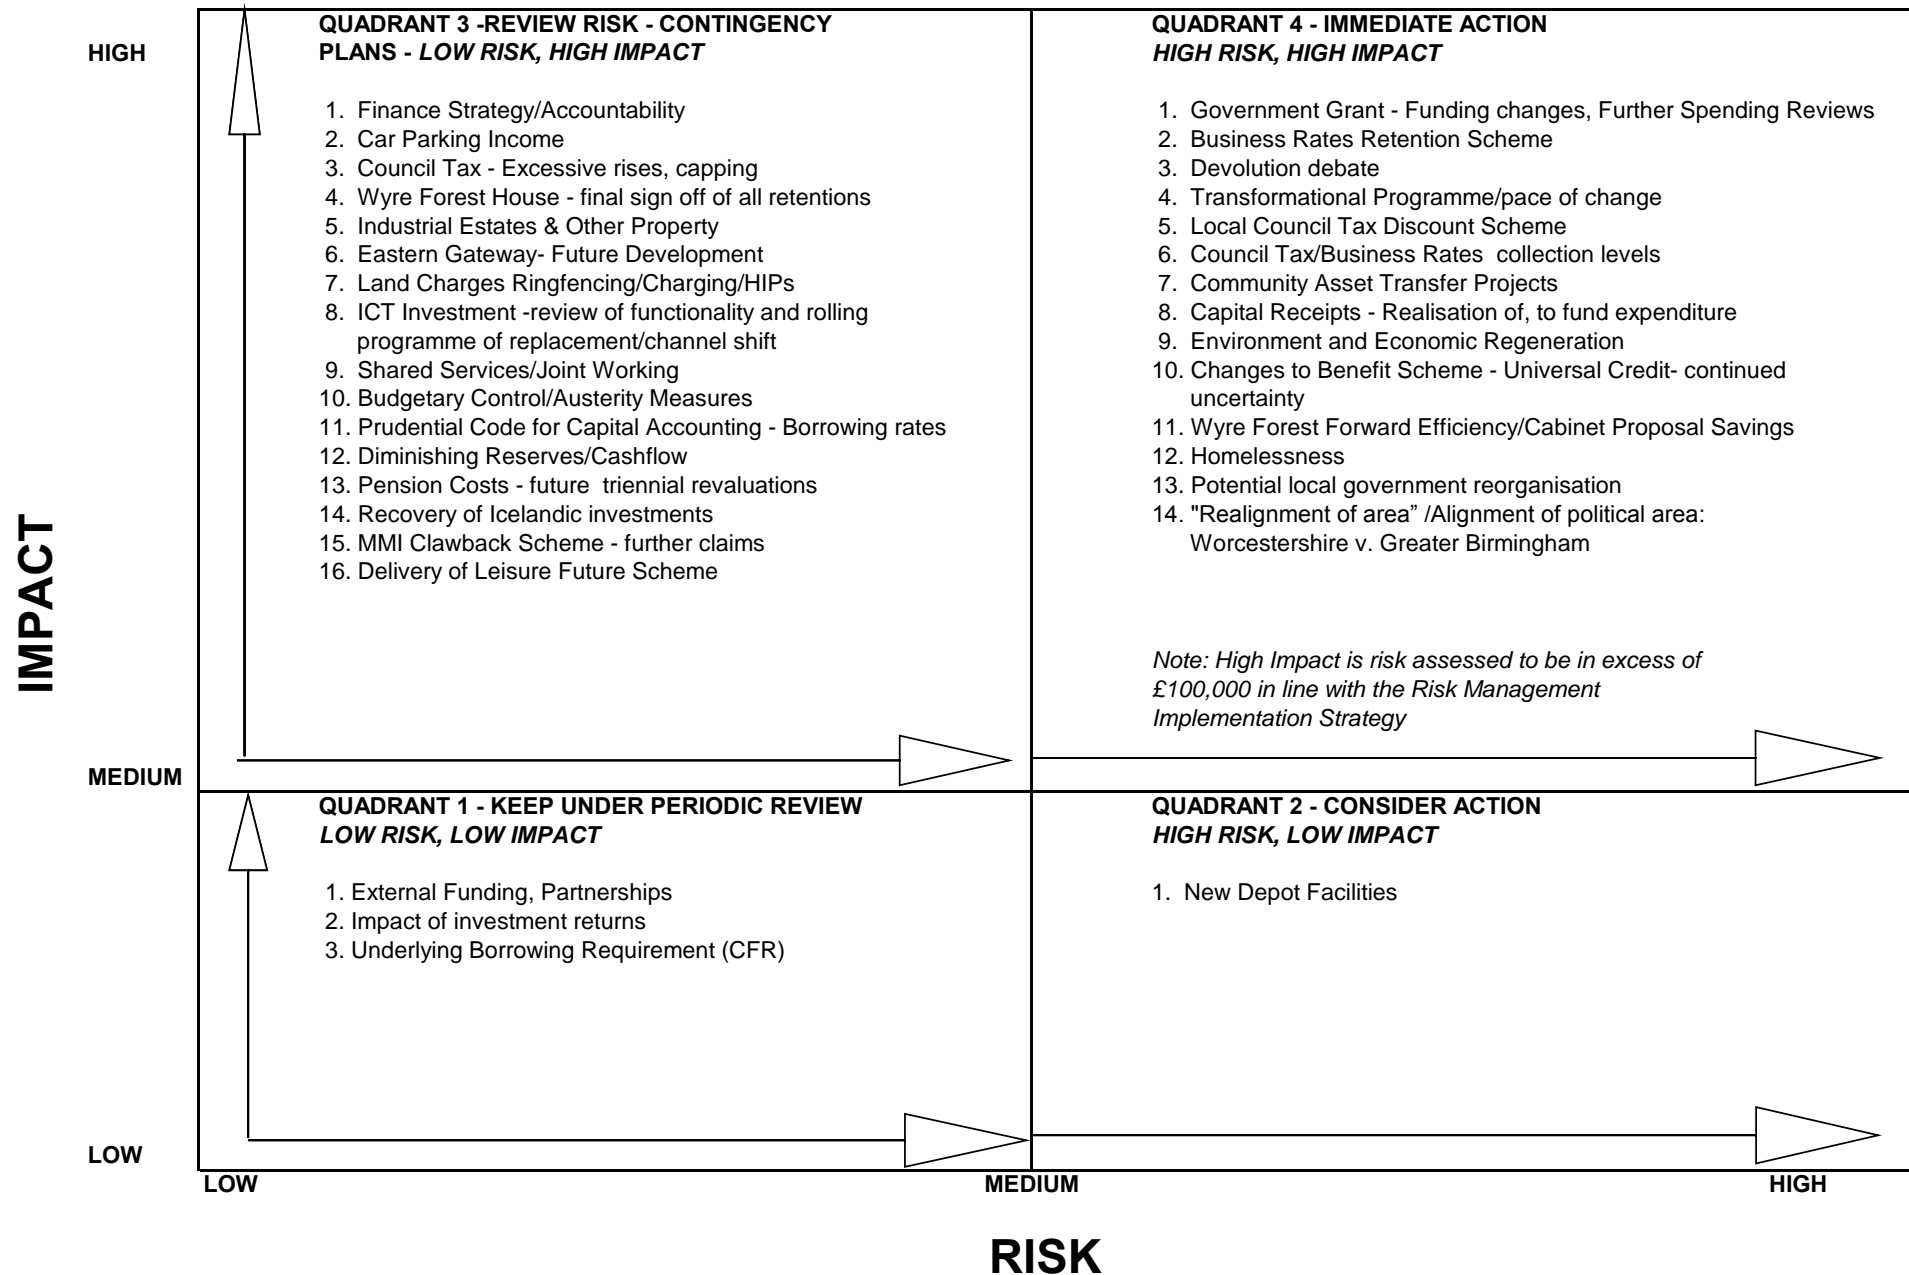 HIGH
QUADRANT 3 -REVIEW RISK - CONTINGENCY
PLANS - LOW RISK, HIGH IMPACT
1. Finance Strategy/Accountability
2. Car Parking Income
3. Council Tax - Excessive rises, capping
4. Wyre Forest House - final sign off of all retentions
5. Industrial Estates & Other Property
6. Eastern Gateway- Future Development
7. Land Charges Ringfencing/Charging/HIPs
8. ICT Investment -review of functionality and rolling
programme of replacement/channel shift
9. Shared Services/Joint Working
10. Budgetary Control/Austerity Measures
11. Prudential Code for Capital Accounting - Borrowing rates
12. Diminishing Reserves/Cashflow
13. Pension Costs - future triennial revaluations
14. Recovery of Icelandic investments
15. MMI Clawback Scheme - further claims
16. Delivery of Leisure Future Scheme
QUADRANT 4 - IMMEDIATE ACTION
HIGH RISK, HIGH IMPACT
1. Government Grant - Funding changes, Further Spending Reviews
2. Business Rates Retention Scheme
3. Devolution debate
4. Transformational Programme/pace of change
5. Local Council Tax Discount Scheme
6. Council Tax/Business Rates collection levels
7. Community Asset Transfer Projects
8. Capital Receipts - Realisation of, to fund expenditure
9. Environment and Economic Regeneration
10. Changes to Benefit Scheme - Universal Credit- continued
uncertainty
11. Wyre Forest Forward Efficiency/Cabinet Proposal Savings
12. Homelessness
13. Potential local government reorganisation
14. "Realignment of area” /Alignment of political area:
Worcestershire v. Greater Birmingham
Note: High Impact is risk assessed to be in excess of
£100,000 in line with the Risk Management
Implementation Strategy
IMPACT
MEDIUM
QUADRANT 1 - KEEP UNDER PERIODIC REVIEW
LOW RISK, LOW IMPACT
1. External Funding, Partnerships
2. Impact of investment returns
3. Underlying Borrowing Requirement (CFR)
QUADRANT 2 - CONSIDER ACTION
HIGH RISK, LOW IMPACT
1. New Depot Facilities
LOW
LOW
MEDIUM
HIGH
RISK